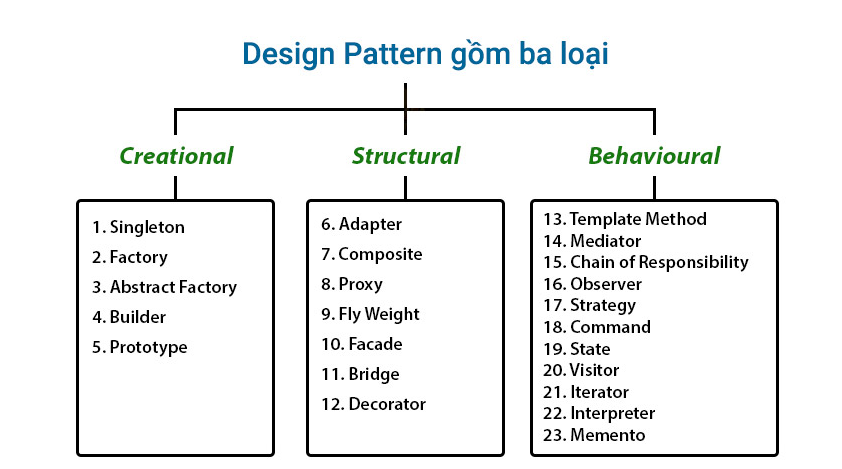 Design Pattern gồm ba loại
Creational
1. Singleton
2. Factory
3. Abstract Factory
4. Builder
5. Prototype
Structural
6. Adapter
7. Composite
8. Proxy
9. Fly Weight
10. Facade
11. Bridge
12. Decorator
Behavioural
13. Template Method
14. Mediator
15. Chain of Responsibility
16. Observer
17. Strategy
18. Command
19. State
20. Visitor
21. Iterator
22. Interpreter
23. Memento